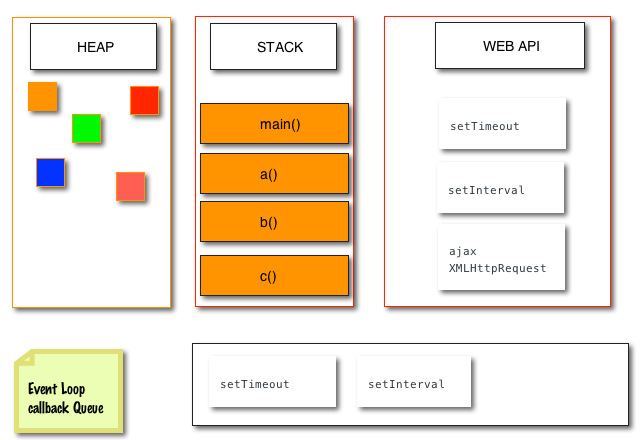 HEAP
STACK
WEB API
main()
a()
b()
c()
setTimeout
setInterval
ajax
XMLHttpRequest
Event Loop
callback Queue
setTimeout
setInterval